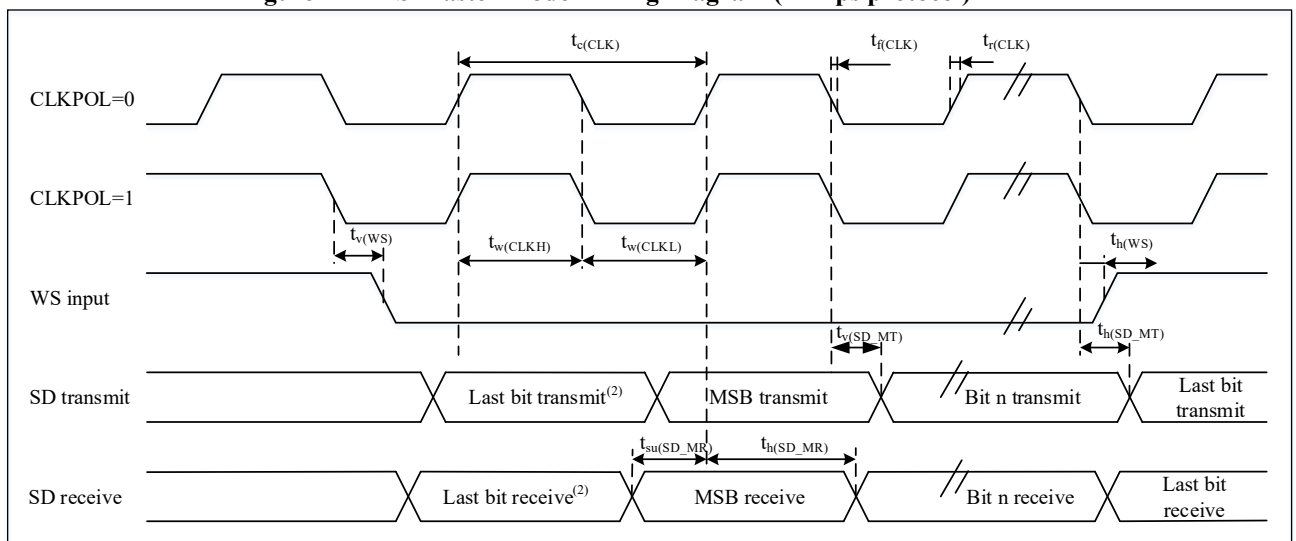 t_c(CLK)
t_f(CLK)
t_r(CLK)
CLKPOL=0
CLKPOL=1
t_v(WS)
t_w(CLKH)
t_w(CLKL)
t_h(WS)
WS input
t_v(SD_MT)
t_h(SD_MT)
SD transmit
Last bit transmit(2)
MSB transmit
Bit n transmit
Last bit
transmit
t_su(SD_MR)
t_h(SD_MR)
SD receive
Last bit receive(2)
MSB receive
Bit n receive
Last bit
receive